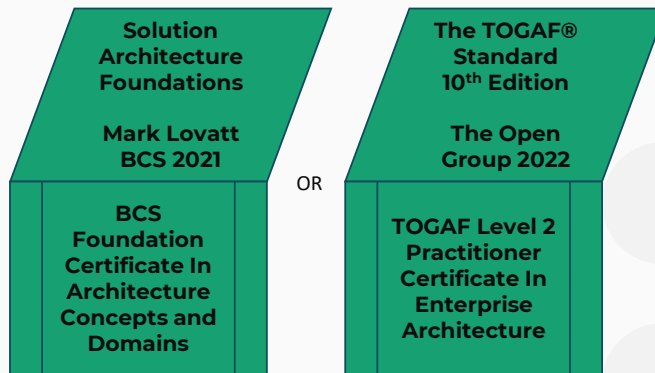 Solution
Architecture
Foundations
Mark Lovatt
BCS 2021
BCS
Foundation
Certificate In
Architecture
Concepts and
Domains
OR
The TOGAF®
Standard
10th Edition
The Open
Group 2022
TOGAF Level 2
Practitioner
Certificate In
Enterprise
Architecture